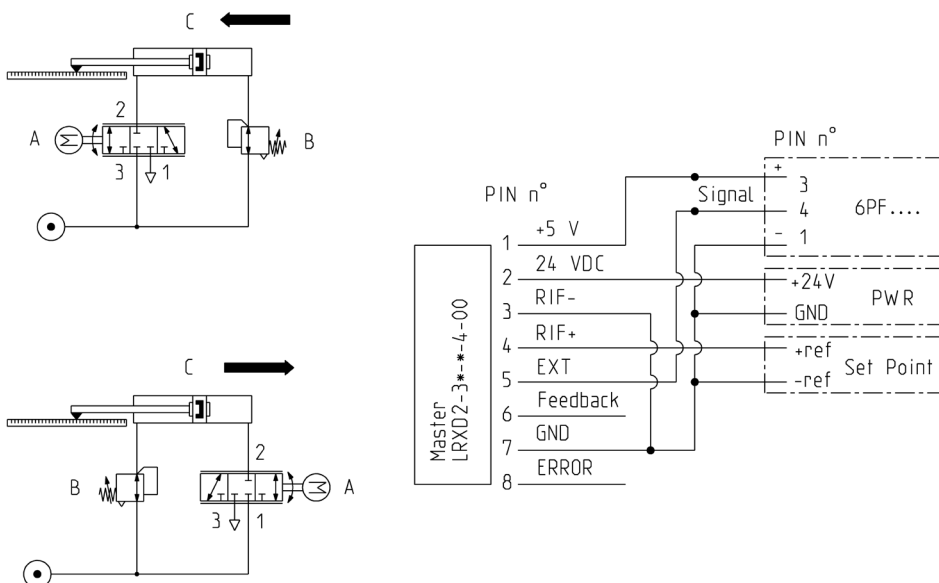 C
2
A
M
B
3
1
C
2
B
M
A
3
1
PIN n°
PIN n°
Master
LRXD2-3*-*-4-00
1 +5 V
2 24 VDC
3 RIF-
4 RIF+
5 EXT
6 Feedback
7 GND
8 ERROR
Signal
+ 3
4
- 1
6PF....
+24V
GND
PWR
+ref
-ref
Set Point